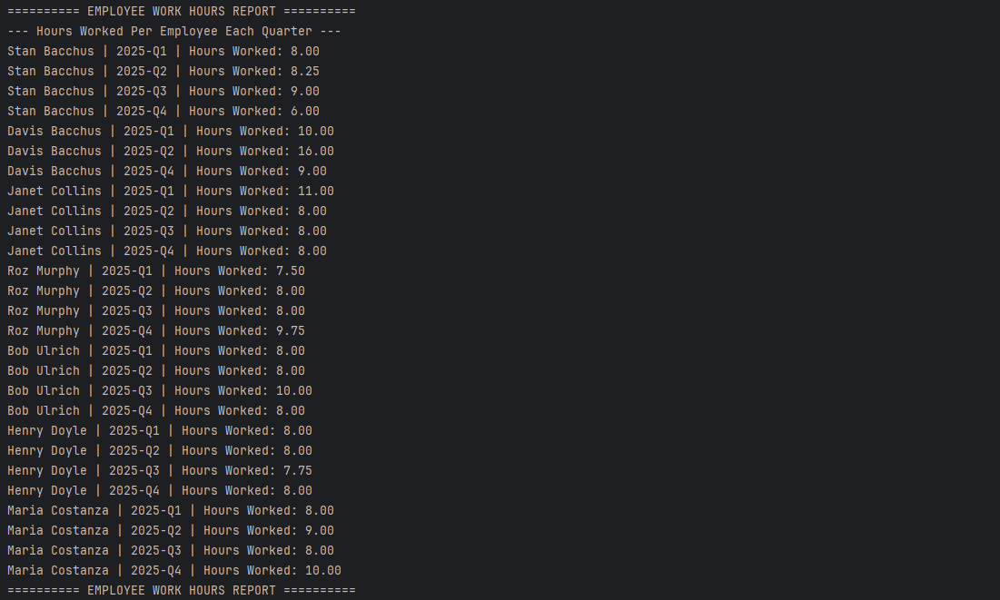 ========== EMPLOYEE WORK HOURS REPORT ==========
--- Hours Worked Per Employee Each Quarter ---
Stan Bacchus | 2025-Q1 | Hours Worked: 8.00
Stan Bacchus | 2025-Q2 | Hours Worked: 8.25
Stan Bacchus | 2025-Q3 | Hours Worked: 9.00
Stan Bacchus | 2025-Q4 | Hours Worked: 6.00
Davis Bacchus | 2025-Q1 | Hours Worked: 10.00
Davis Bacchus | 2025-Q2 | Hours Worked: 16.00
Davis Bacchus | 2025-Q4 | Hours Worked: 9.00
Janet Collins | 2025-Q1 | Hours Worked: 11.00
Janet Collins | 2025-Q2 | Hours Worked: 8.00
Janet Collins | 2025-Q3 | Hours Worked: 8.00
Janet Collins | 2025-Q4 | Hours Worked: 8.00
Roz Murphy | 2025-Q1 | Hours Worked: 7.50
Roz Murphy | 2025-Q2 | Hours Worked: 8.00
Roz Murphy | 2025-Q3 | Hours Worked: 8.00
Roz Murphy | 2025-Q4 | Hours Worked: 9.75
Bob Ulrich | 2025-Q1 | Hours Worked: 8.00
Bob Ulrich | 2025-Q2 | Hours Worked: 8.00
Bob Ulrich | 2025-Q3 | Hours Worked: 10.00
Bob Ulrich | 2025-Q4 | Hours Worked: 8.00
Henry Doyle | 2025-Q1 | Hours Worked: 8.00
Henry Doyle | 2025-Q2 | Hours Worked: 8.00
Henry Doyle | 2025-Q3 | Hours Worked: 7.75
Henry Doyle | 2025-Q4 | Hours Worked: 8.00
Maria Costanza | 2025-Q1 | Hours Worked: 8.00
Maria Costanza | 2025-Q2 | Hours Worked: 9.00
Maria Costanza | 2025-Q3 | Hours Worked: 8.00
Maria Costanza | 2025-Q4 | Hours Worked: 10.00
========== EMPLOYEE WORK HOURS REPORT ==========